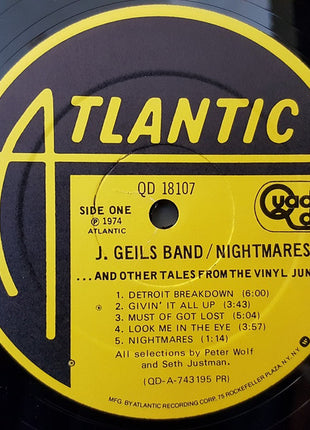 ATLANTIC
QD 18107
SIDE ONE
℗ 1974
ATLANTIC
J. GEILS BAND/NIGHTMARES
...AND OTHER TALES FROM THE VINYL JUN
1. DETROIT BREAKDOWN (6:00)
2. GIVIN' IT ALL UP (3:43)
3. MUST OF GOT LOST (5:04)
4. LOOK ME IN THE EYE (3:57)
5. NIGHTMARES (1:14)
All selections by Peter Wolf
and Seth Justman.
(QD-A-743195 PR)
MFG. BY ATLANTIC RECORDING CORP., 75 ROCKEFELLER PLAZA, N.Y., N.Y.